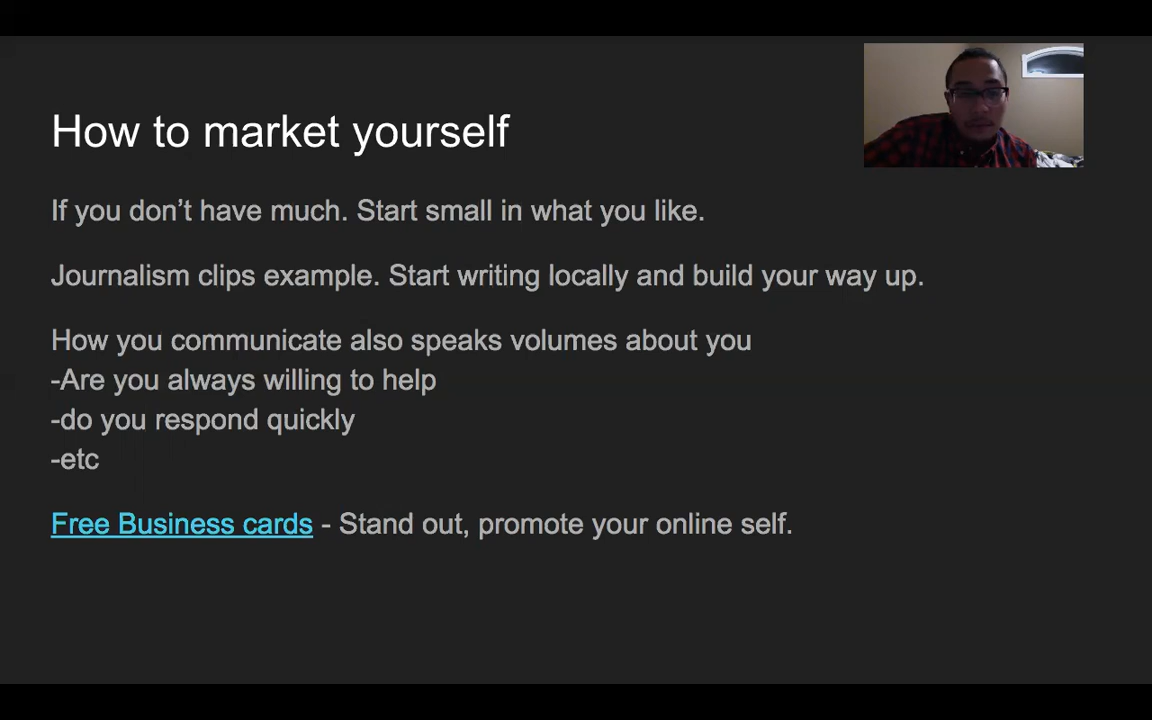 How to market yourself
If you don’t have much. Start small in what you like.
Journalism clips example. Start writing locally and build your way up.
How you communicate also speaks volumes about you
-Are you always willing to help
-do you respond quickly
-etc
Free Business cards - Stand out, promote your online self.